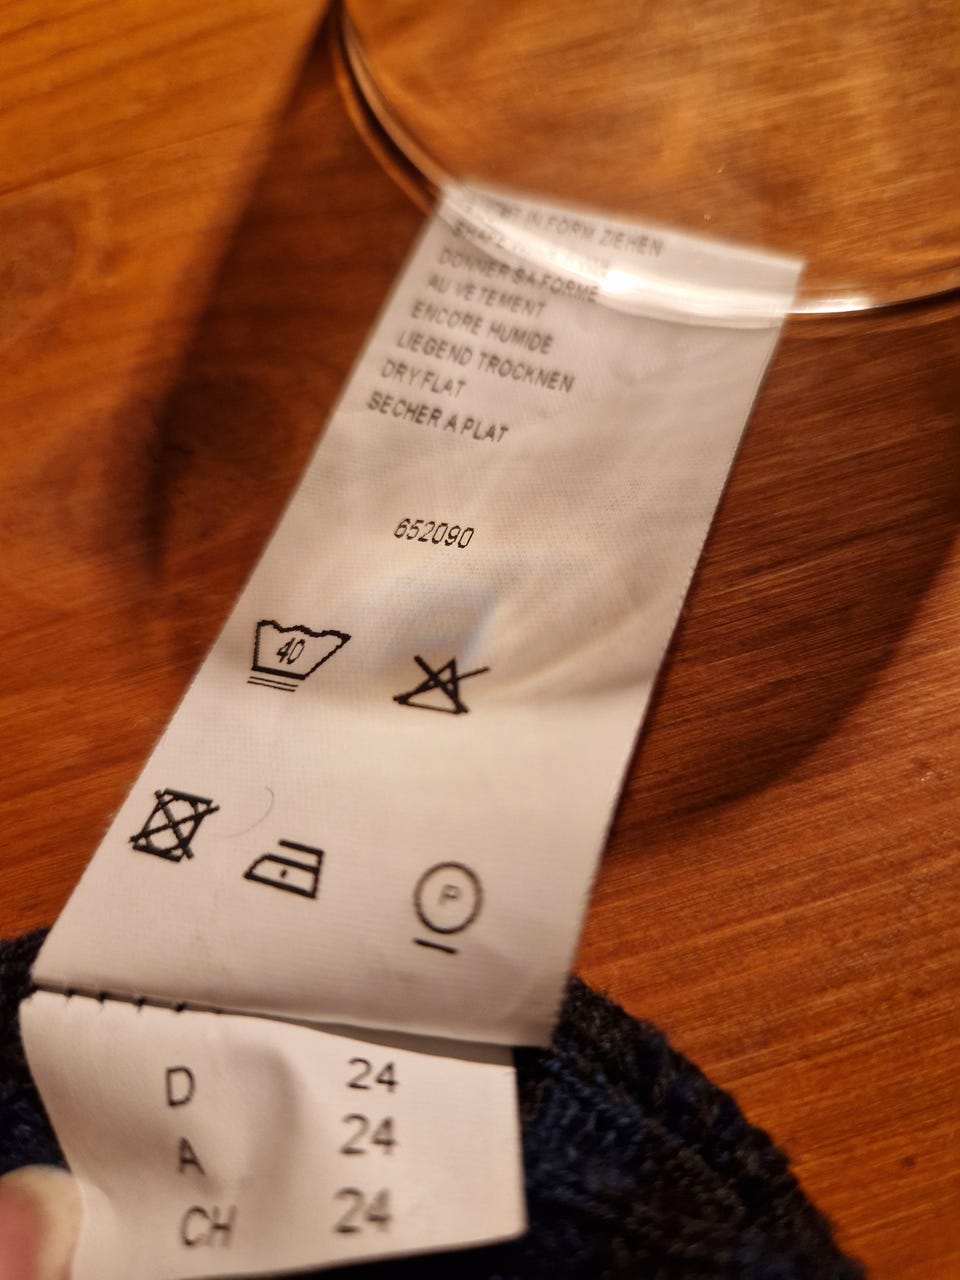 IN FORM ZIEHEN
DONNER SA FORME
AU VETEMENT
ENCORE HUMIDE
LIEGEND TROCKNEN
DRY FLAT
SECHER A PLAT
652090
40
P
D 24
A 24
CH 24